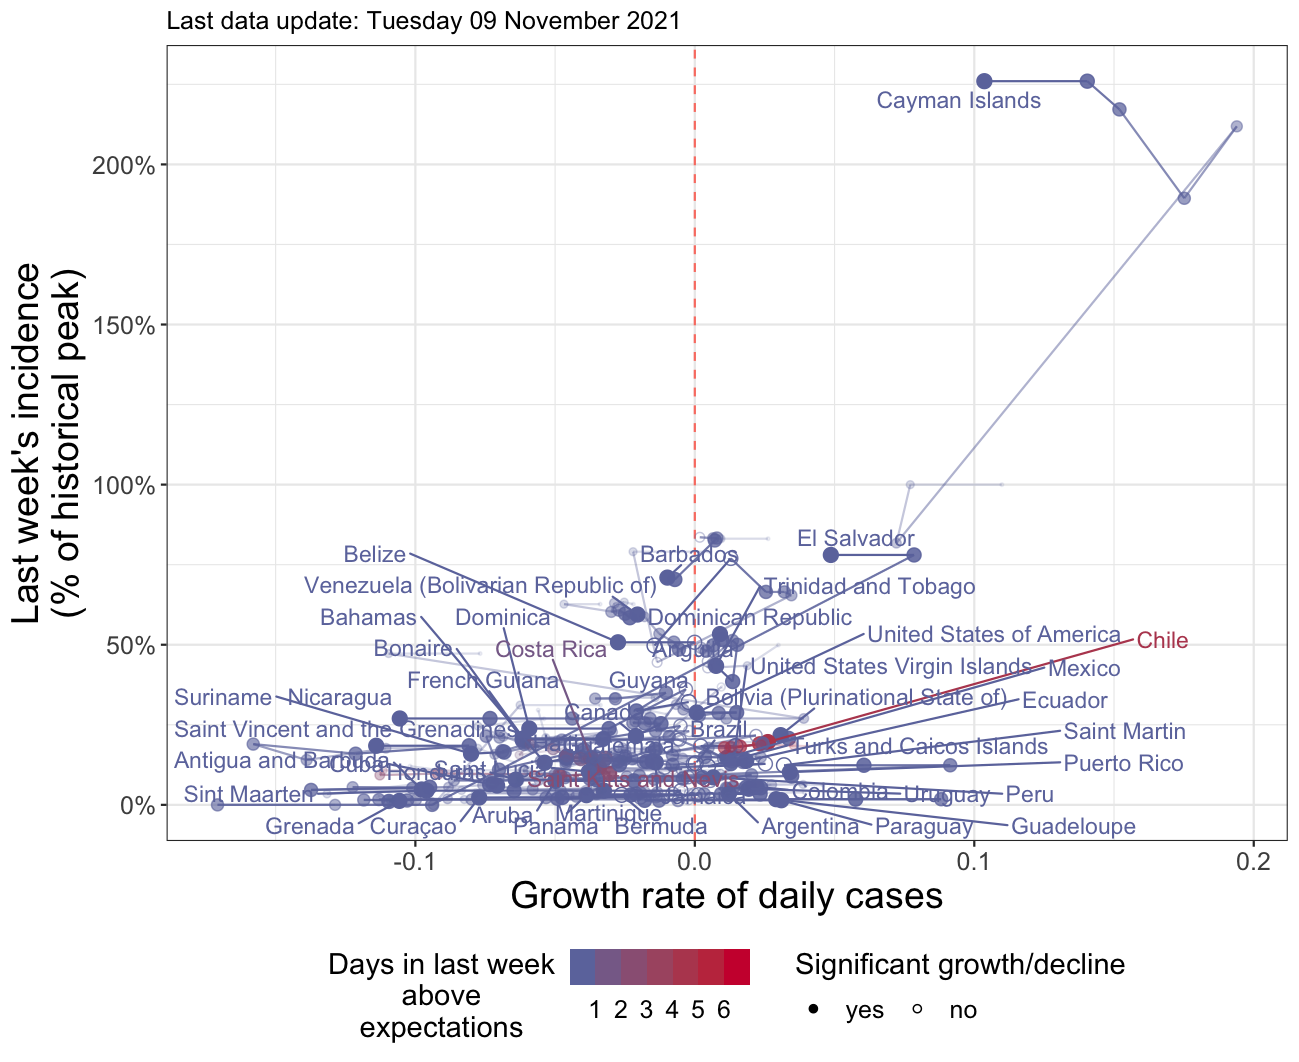 Last data update: Tuesday 09 November 2021
Last week's incidence
(% of historical peak)
200%
150%
100%
50%
0%
Cayman Islands
El Salvador
Belize
Barbados
Venezuela (Bolivarian Republic of)
Trinidad and Tobago
Bahamas
Dominica
Dominican Republic
United States of America
Chile
Bonaire
Costa Rica
Anguilla
United States Virgin Islands
Mexico
French Guiana
Guyana
Suriname
Nicaragua
Canada
Bolivia (Plurinational State of)
Ecuador
Saint Vincent and the Grenadines
Brazil
Saint Martin
Turks and Caicos Islands
Antigua and Barbuda
Cuba
Honduras
Saint Lucia
Puerto Rico
Saint Kitts and Nevis
Sint Maarten
Jamaica
Colombia
Uruguay
Peru
Aruba
Martinique
Grenada
Curaçao
Panama
Bermuda
Argentina
Paraguay
Guadeloupe
-0.1
0.0
0.1
0.2
Growth rate of daily cases
Days in last week
above
expectations
1 2 3 4 5 6
Significant growth/decline
yes
no